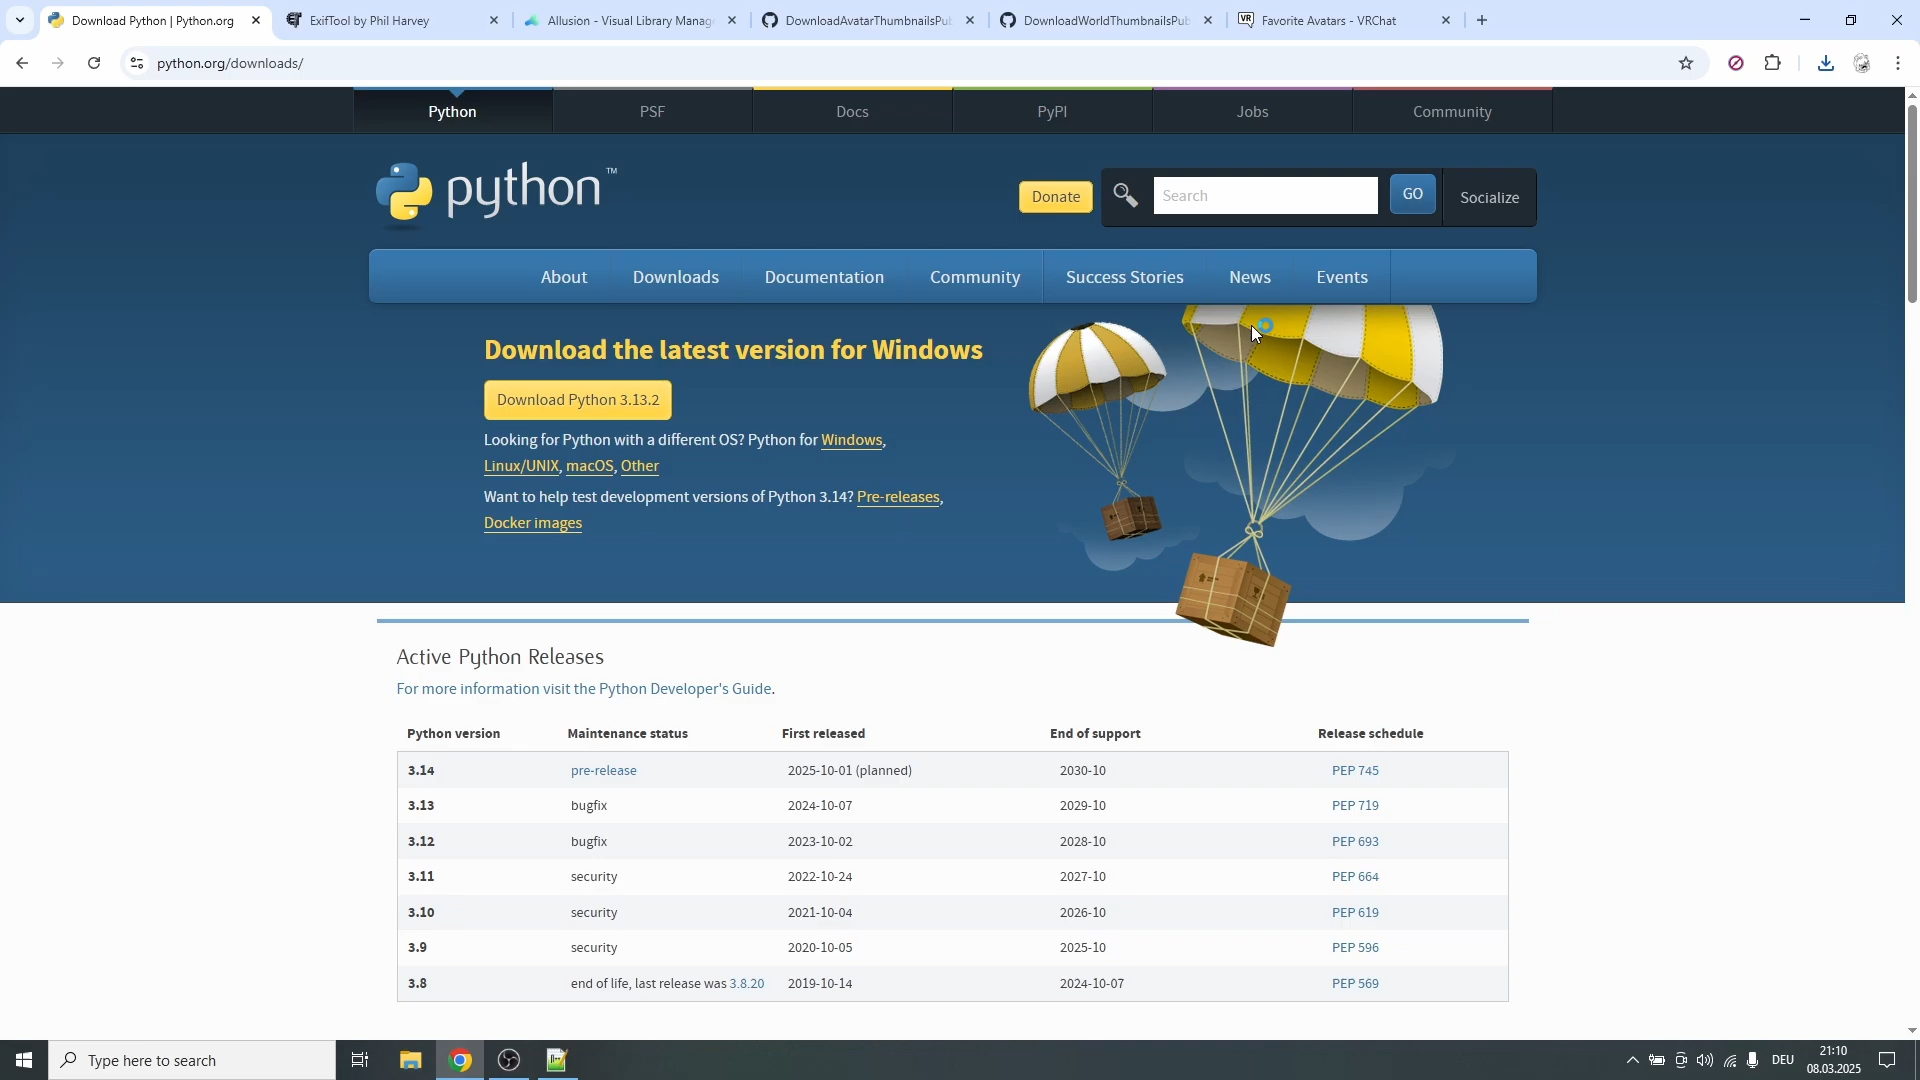 Download Python | Python.org
ExifTool by Phil Harvey
Allusion - Visual Library Manag
DownloadAvatarThumbnailsPu
DownloadWorldThumbnailsPub
VR
Favorite Avatars - VRChat
python.org/downloads/
Python
PSF
Docs
PyPI
Jobs
Community
python™
Donate
Search
GO
Socialize
About
Downloads
Documentation
Community
Success Stories
News
Events
Download the latest version for Windows
Download Python 3.13.2
Looking for Python with a different OS? Python for Windows,
Linux/UNIX, macOS, Other
Want to help test development versions of Python 3.14? Pre-releases,
Docker images
Active Python Releases
For more information visit the Python Developer's Guide.
Python version Maintenance status First released End of support Release schedule
3.14 pre-release 2025-10-01 (planned) 2030-10 PEP 745
3.13 bugfix 2024-10-07 2029-10 PEP 719
3.12 bugfix 2023-10-02 2028-10 PEP 693
3.11 security 2022-10-24 2027-10 PEP 664
3.10 security 2021-10-04 2026-10 PEP 619
3.9 security 2020-10-05 2025-10 PEP 596
3.8 end of life, last release was 3.8.20 2019-10-14 2024-10-07 PEP 569
Type here to search
DEU
21:10
08.03.2025